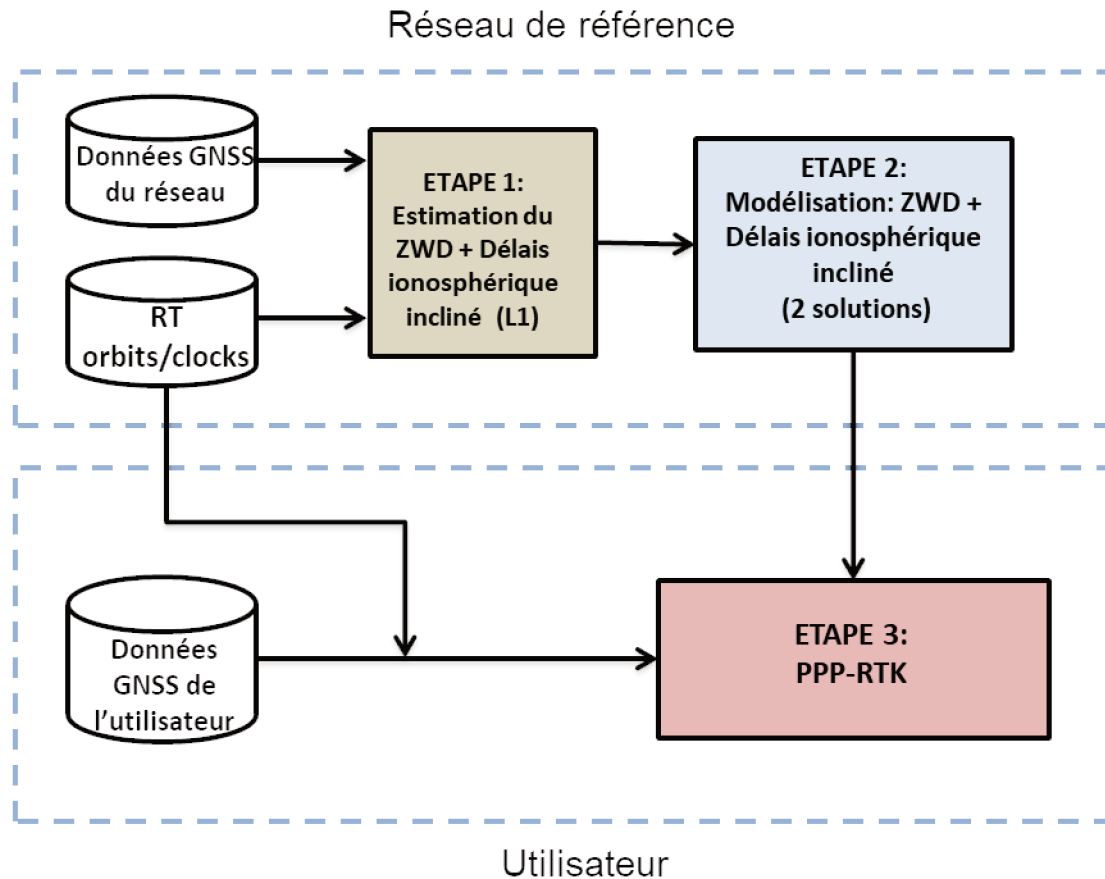 Réseau de référence
Données GNSS
du réseau
RT
orbits/clocks
ETAPE 1:
Estimation du
ZWD + Délais
ionosphérique
incliné (L1)
ETAPE 2:
Modélisation: ZWD +
Délais ionosphérique
incliné
(2 solutions)
Données
GNSS de
l’utilisateur
ETAPE 3:
PPP-RTK
Utilisateur